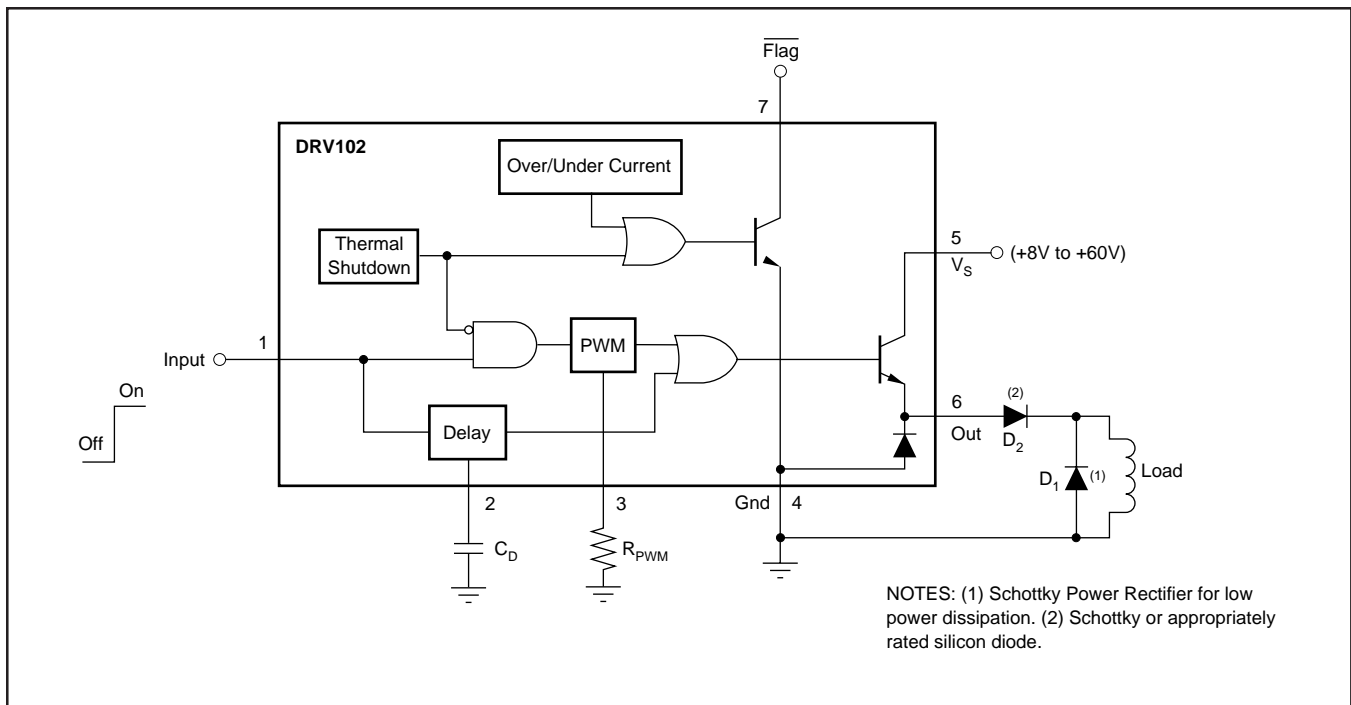 Flag
7
DRV102
Over/Under Current
Thermal
Shutdown
5
V_S
(+8V to +60V)
Input
1
PWM
On
Off
Delay
6
Out
(2)
D_2
D_1
(1)
Load
2
3
Gnd
4
C_D
R_PWM
NOTES: (1) Schottky Power Rectifier for low
power dissipation. (2) Schottky or appropriately
rated silicon diode.